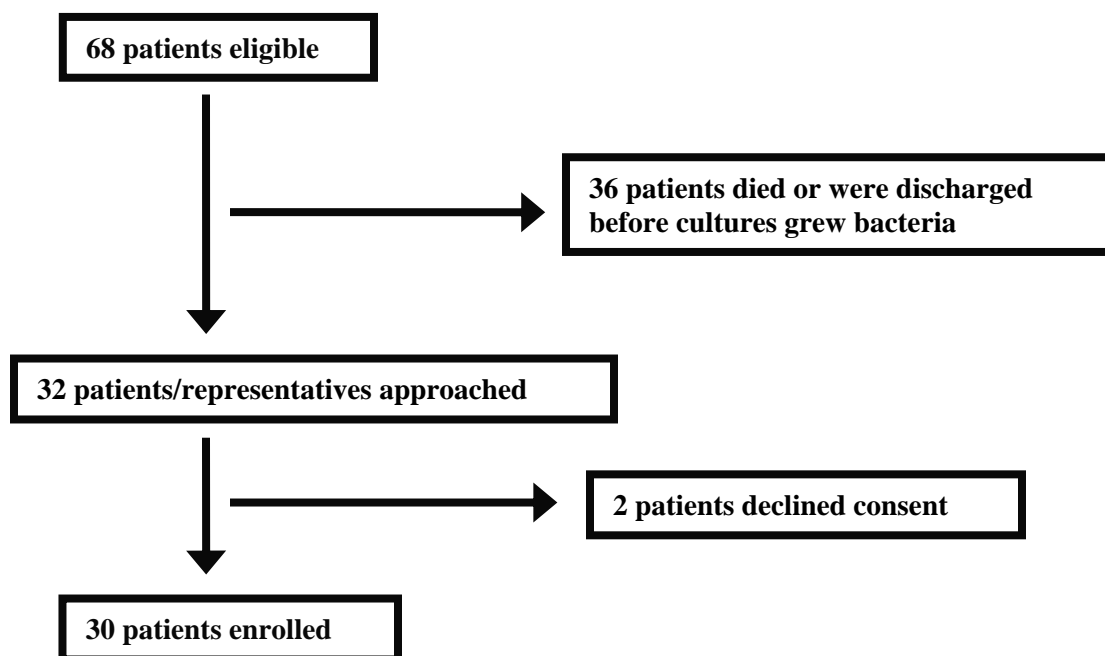 68 patients eligible
36 patients died or were discharged
before cultures grew bacteria
32 patients/representatives approached
2 patients declined consent
30 patients enrolled